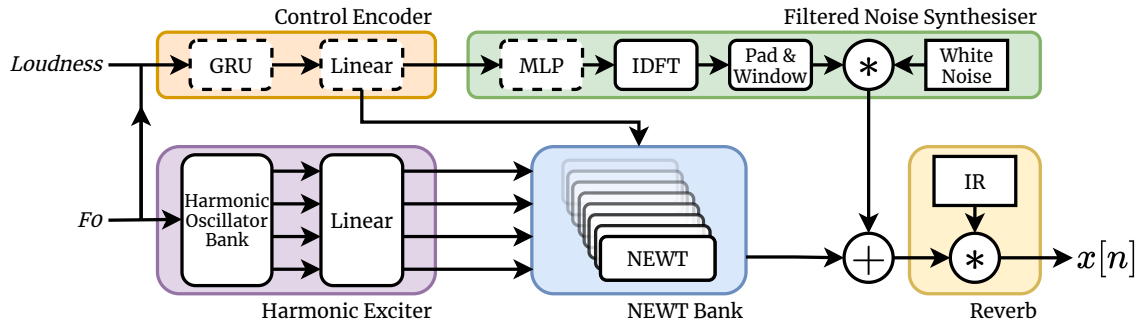 Control Encoder
Filtered Noise Synthesiser
Loudness
GRU
Linear
MLP
IDFT
Pad &
Window
*
White
Noise
F0
Harmonic
Oscillator
Bank
Linear
NEWT
+
IR
*
x[n]
Harmonic Exciter
NEWT Bank
Reverb